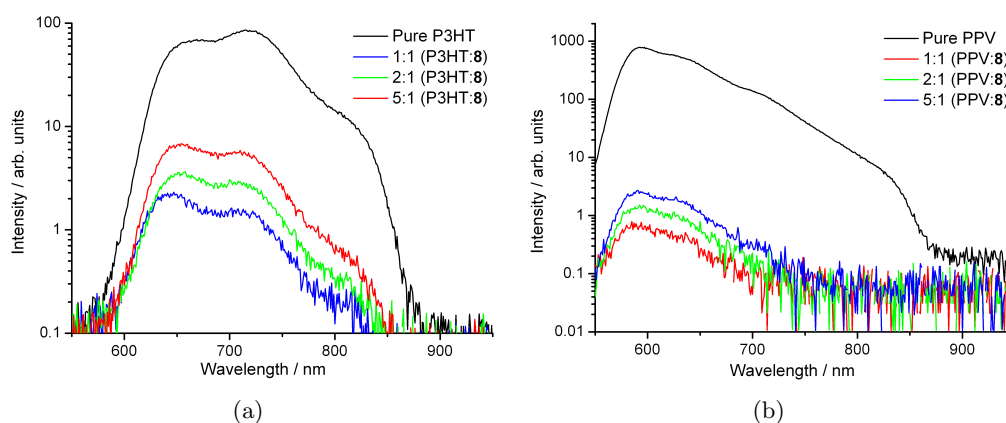 100
10
1
0.1
Intensity / arb. units
Pure P3HT
1:1 (P3HT:8)
2:1 (P3HT:8)
5:1 (P3HT:8)
600 700 800 900
Wavelength / nm
(a)
1000
100
10
1
0.1
0.01
Intensity / arb. units
Pure PPV
1:1 (PPV:8)
2:1 (PPV:8)
5:1 (PPV:8)
600 700 800 900
Wavelength / nm
(b)